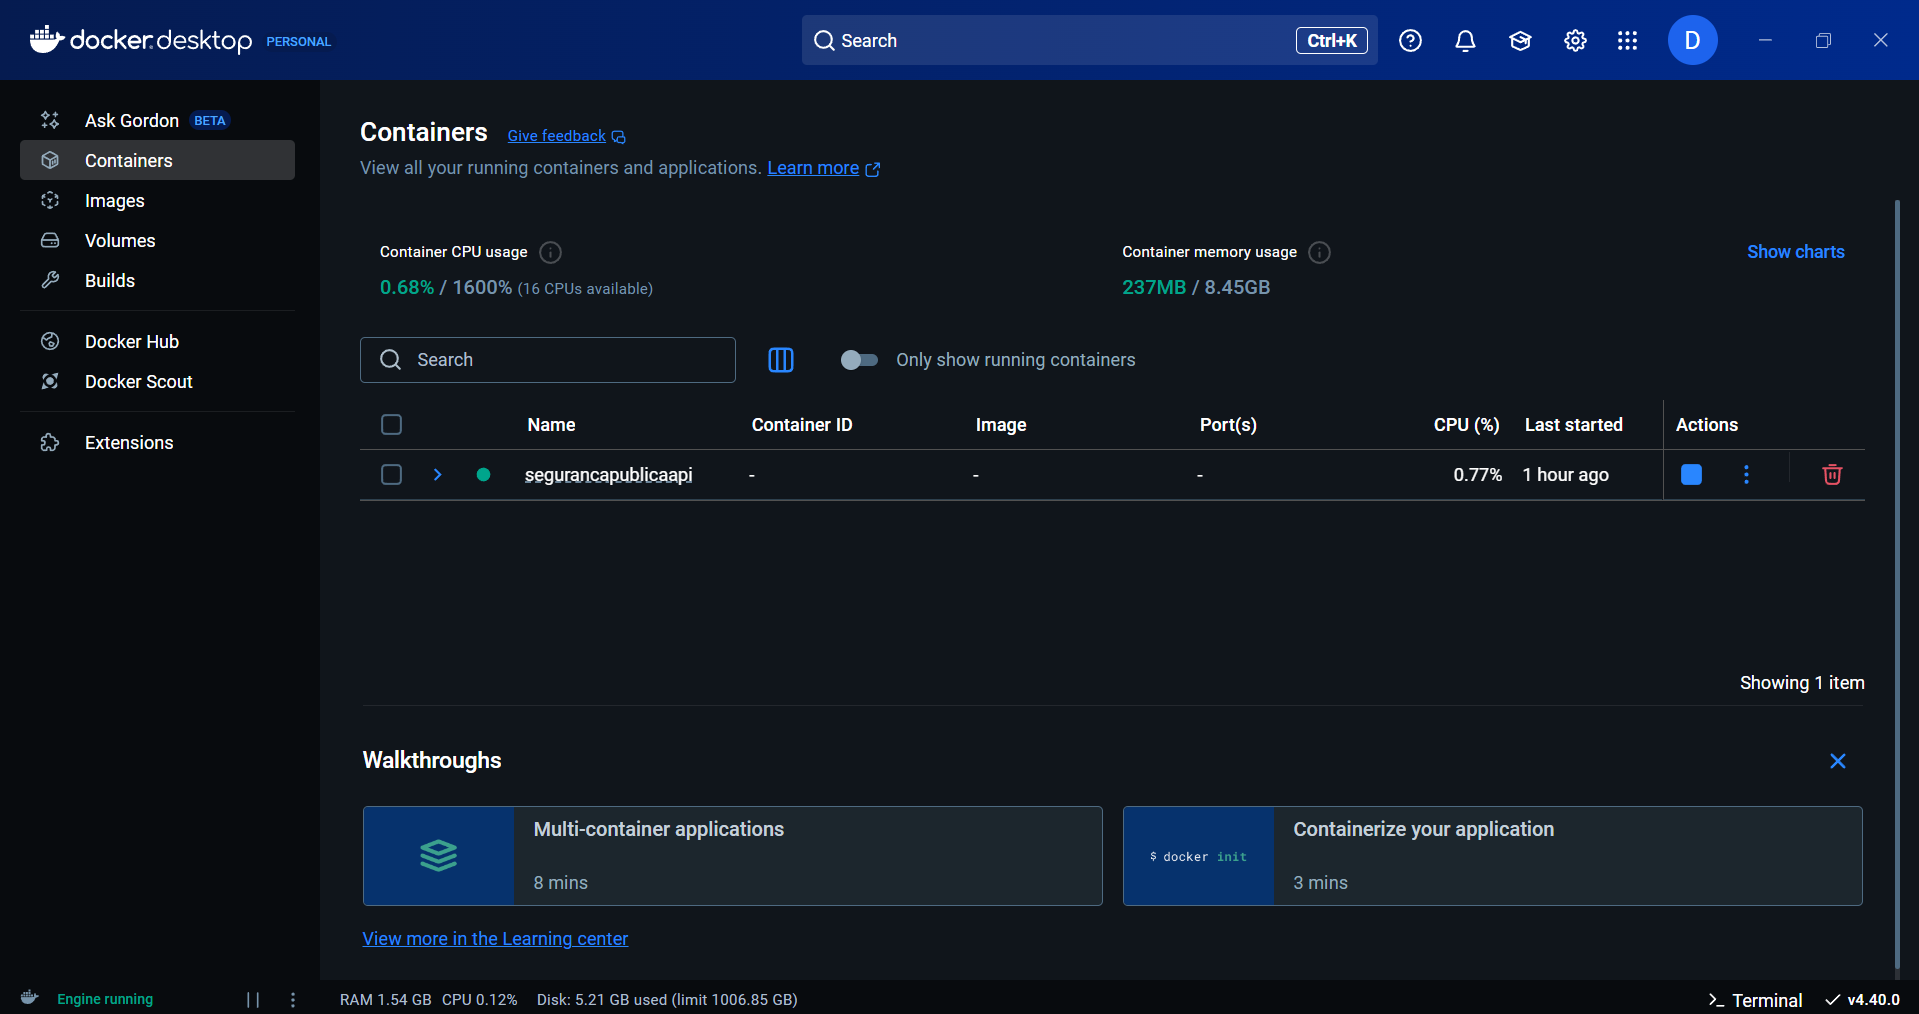 docker.desktop PERSONAL
Search Ctrl+K
D
Ask Gordon BETA
Containers
Images
Volumes
Builds
Docker Hub
Docker Scout
Extensions
Containers Give feedback
View all your running containers and applications. Learn more
Container CPU usage
0.68% / 1600% (16 CPUs available)
Container memory usage
237MB / 8.45GB
Show charts
Search
Only show running containers
Name Container ID Image Port(s) CPU (%) Last started Actions
segurancapublicaapi - - - 0.77% 1 hour ago
Showing 1 item
Walkthroughs
Multi-container applications
8 mins
$ docker init
Containerize your application
3 mins
View more in the Learning center
Engine running RAM 1.54 GB CPU 0.12% Disk: 5.21 GB used (limit 1006.85 GB) >_ Terminal v4.40.0